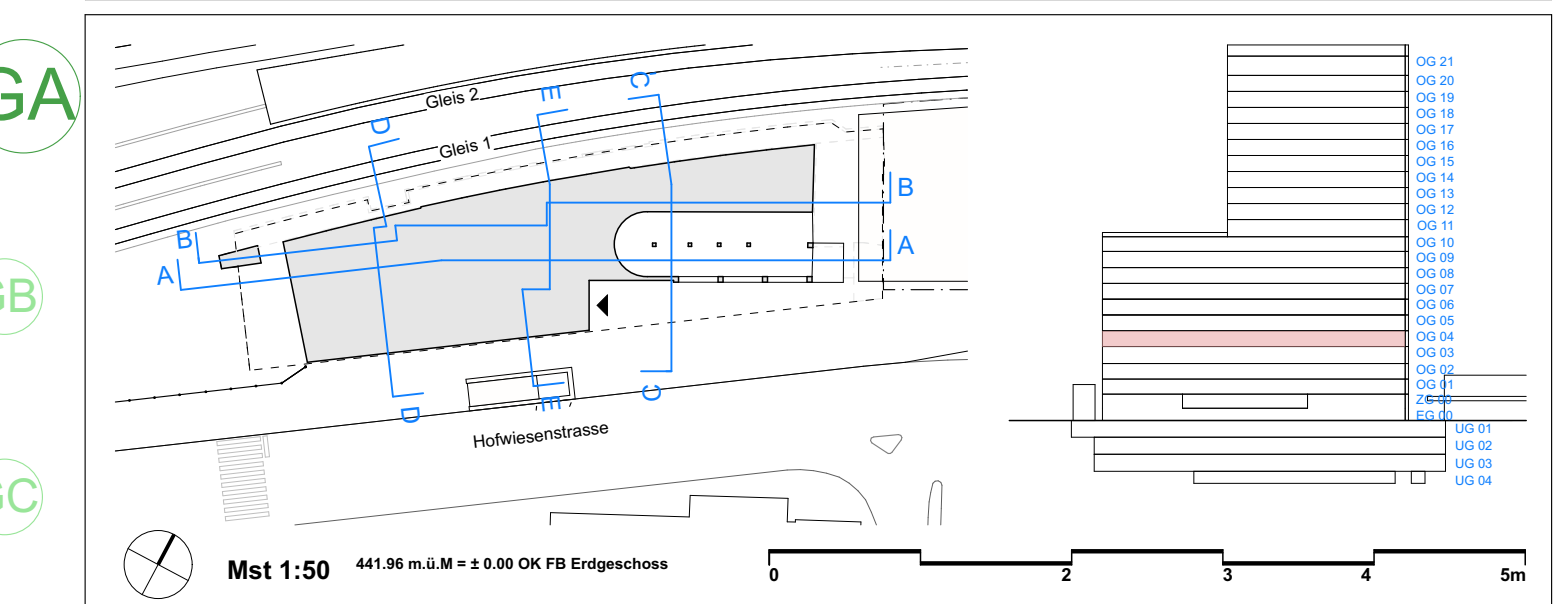 GA
GB
GC
Gleis 2
Gleis 1
C
E
D
B
A
B
A
D
E
C
Hofwiesenstrasse
OG 21
OG 20
OG 19
OG 18
OG 17
OG 16
OG 15
OG 14
OG 13
OG 12
OG 11
OG 10
OG 09
OG 08
OG 07
OG 06
OG 05
OG 04
OG 03
OG 02
OG 01
ZG 00
EG 00
UG 01
UG 02
UG 03
UG 04
Mst 1:50
441.96 m.ü.M = ± 0.00 OK FB Erdgeschoss
0 2 3 4 5m